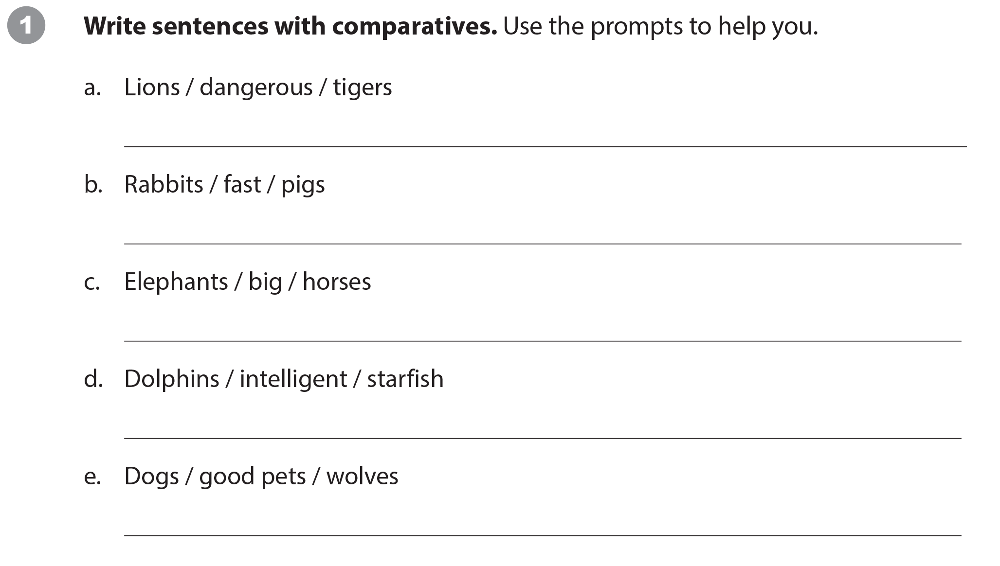 1 Write sentences with comparatives. Use the prompts to help you.
a. Lions / dangerous / tigers
b. Rabbits / fast / pigs
c. Elephants / big / horses
d. Dolphins / intelligent / starfish
e. Dogs / good pets / wolves